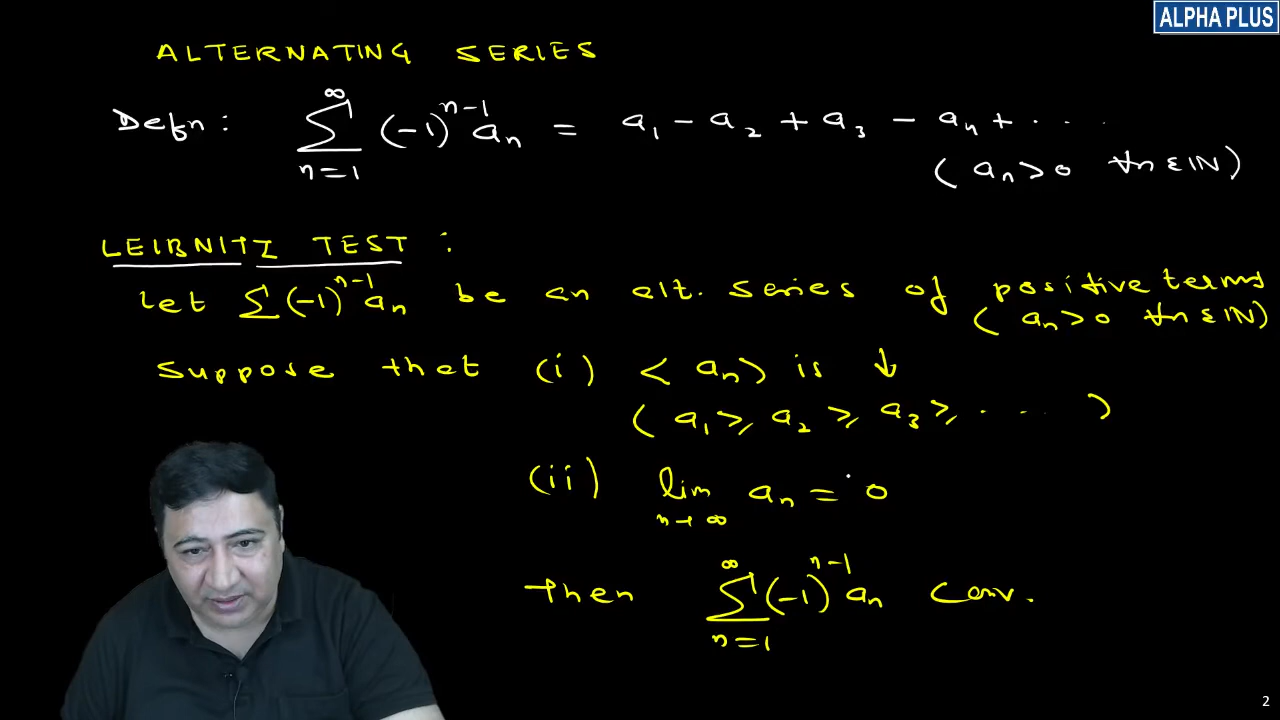 ALPHA PLUS
ALTERNATING SERIES
Defn : ∞ Σ n=1 (-1)^{n-1} a_n = a_1 - a_2 + a_3 - a_n + ....
( a_n > 0 ∀n ∈ IN )
LEIBNITZ TEST :
Let Σ (-1)^{n-1} a_n be an alt. series of positive terms
( a_n > 0 ∀n ∈ IN )
suppose that (i) < a_n > is ↓
( a_1 ≥ a_2 ≥ a_3 ≥ .... )
(ii) lim n→∞ a_n = 0
then ∞ Σ n=1 (-1)^{n-1} a_n conv.
2